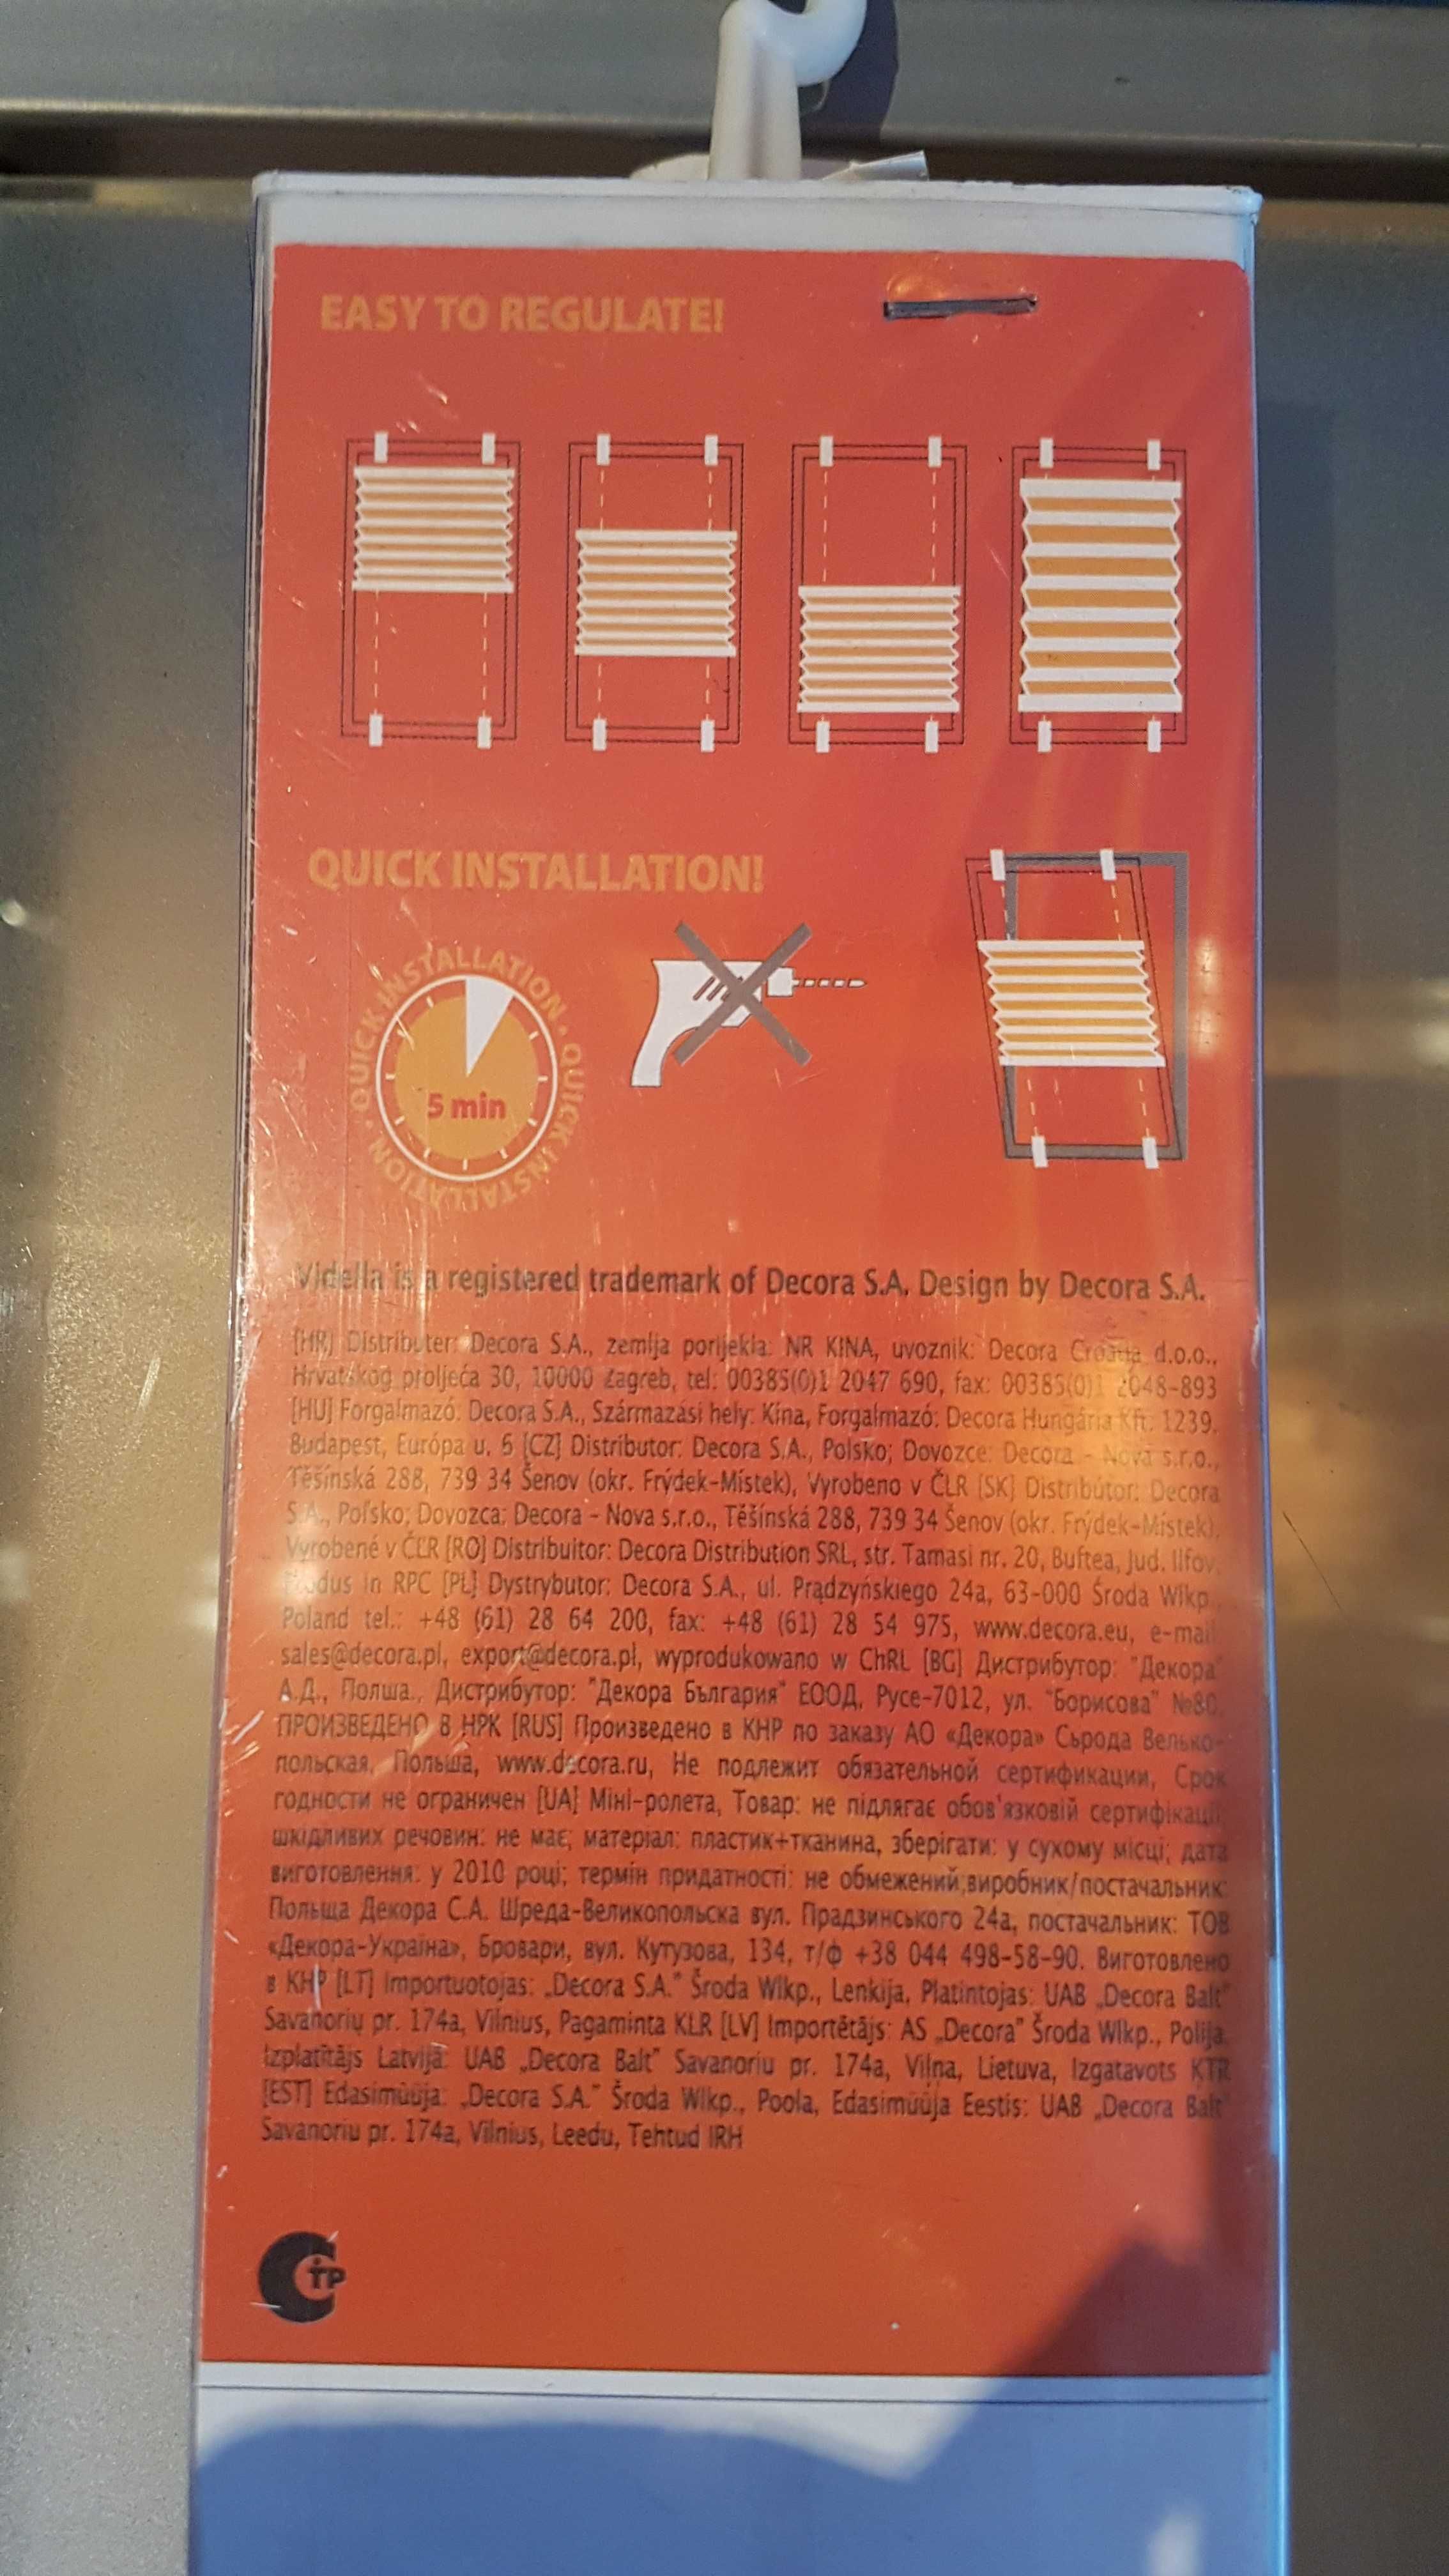 EASY TO REGULATE!
QUICK INSTALLATION!
QUICK INSTALLATION · QUICK INSTALLATION ·
5 min
Vidella is a registered trademark of Decora S.A. Design by Decora S.A.
[HR] Distributer: Decora S.A., zemlja porijekla: NR KINA, uvoznik: Decora Croatia d.o.o.,
Hrvatskog proljeća 30, 10000 Zagreb, tel: 00385(0)1 2047 690, fax: 00385(0)1 2048-893
[HU] Forgalmazó: Decora S.A., Származási hely: Kína, Forgalmazó: Decora Hungária Kft. 1239.
Budapest, Európa u. 6 [CZ] Distributor: Decora S.A., Polsko; Dovozce: Decora - Nova s.r.o.,
Těšínská 288, 739 34 Šenov (okr. Frýdek-Místek), Vyrobeno v ČLR [SK] Distribútor: Decora
S.A., Poľsko; Dovozca: Decora - Nova s.r.o., Těšínská 288, 739 34 Šenov (okr. Frýdek-Místek),
Vyrobené v ČLR [RO] Distribuitor: Decora Distribution SRL, str. Tamasi nr. 20, Buftea, Jud. Ilfov,
in RPC [PL] Dystrybutor: Decora S.A., ul. Prądzyńskiego 24a, 63-000 Środa Wlkp.,
Poland tel.: +48 (61) 28 64 200, fax: +48 (61) 28 54 975, www.decora.eu, e-mail
sales@decora.pl, export@decora.pl, wyprodukowano w ChRL [BG] Дистрибутор: "Декора"
А.Д., Полша., Дистрибутор: "Декора България" ЕООД, Русе-7012, ул. "Борисова" №80,
ПРОИЗВЕДЕНО В НРК [RUS] Произведено в КНР по заказу АО «Декора» Сьрода Велько-
польская, Польша, www.decora.ru, Не подлежит обязательной сертификации, Срок
годности не ограничен [UA] Міні-ролета, Товар: не підлягає обов'язковій сертифікації;
шкідливих речовин: не має; матеріал: пластик+тканина, зберігати: у сухому місці; дата
виготовлення: у 2010 році; термін придатності: не обмежений;виробник/постачальник:
Польща Декора С.А. Шреда-Великопольска вул. Прадзинського 24а, постачальник: ТОВ
«Декора-Україна», Бровари, вул. Кутузова, 134, т/ф +38 044 498-58-90. Виготовлено
в КНР [LT] Importuotojas: „Decora S.A." Środa Wlkp., Lenkija, Platintojas: UAB „Decora Balt"
Savanorių pr. 174a, Vilnius, Pagaminta KLR [LV] Importētājs: AS „Decora" Środa Wlkp., Polija,
Izplatītājs Latvijā: UAB „Decora Balt" Savanoriu pr. 174a, Viļņa, Lietuva, Izgatavots KTR
[EST] Edasimüüja: „Decora S.A." Środa Wlkp., Poola, Edasimüüja Eestis: UAB „Decora Balt"
Savanoriu pr. 174a, Vilnius, Leedu, Tehtud IRH